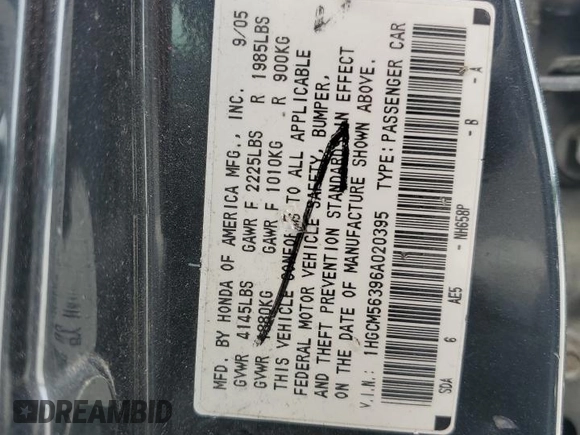 MFD. BY HONDA OF AMERICA MFG., INC. 9/05
GVWR 4145LBS GAWR F 2225LBS R 1985LBS
GVWR 1880KG GAWR F 1010KG R 900KG
THIS VEHICLE CONFORMS TO ALL APPLICABLE
FEDERAL MOTOR VEHICLE SAFETY, BUMPER,
AND THEFT PREVENTION STANDARDS IN EFFECT
ON THE DATE OF MANUFACTURE SHOWN ABOVE.
V.I.N.: 1HGCM56396A020395 TYPE: PASSENGER CAR
SDA 6 AE5 NH658P -B -A
DREAMBID